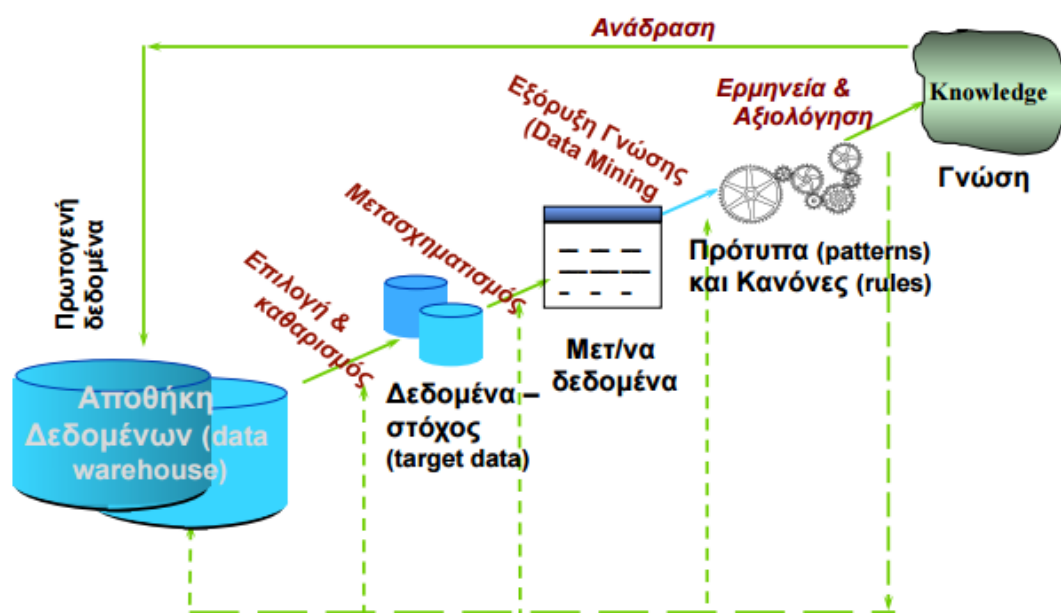 Ανάδραση
Knowledge
Γνώση
Ερμηνεία &
Αξιολόγηση
Εξόρυξη Γνώσης
(Data Mining
Μετασχηματισμός
Επιλογή &
καθαρισμός
Πρωτογενή
δεδομένα
Πρότυπα (patterns)
και Κανόνες (rules)
Μετ/να
δεδομένα
Δεδομένα –
στόχος
(target data)
Αποθήκη
Δεδομένων (data
warehouse)